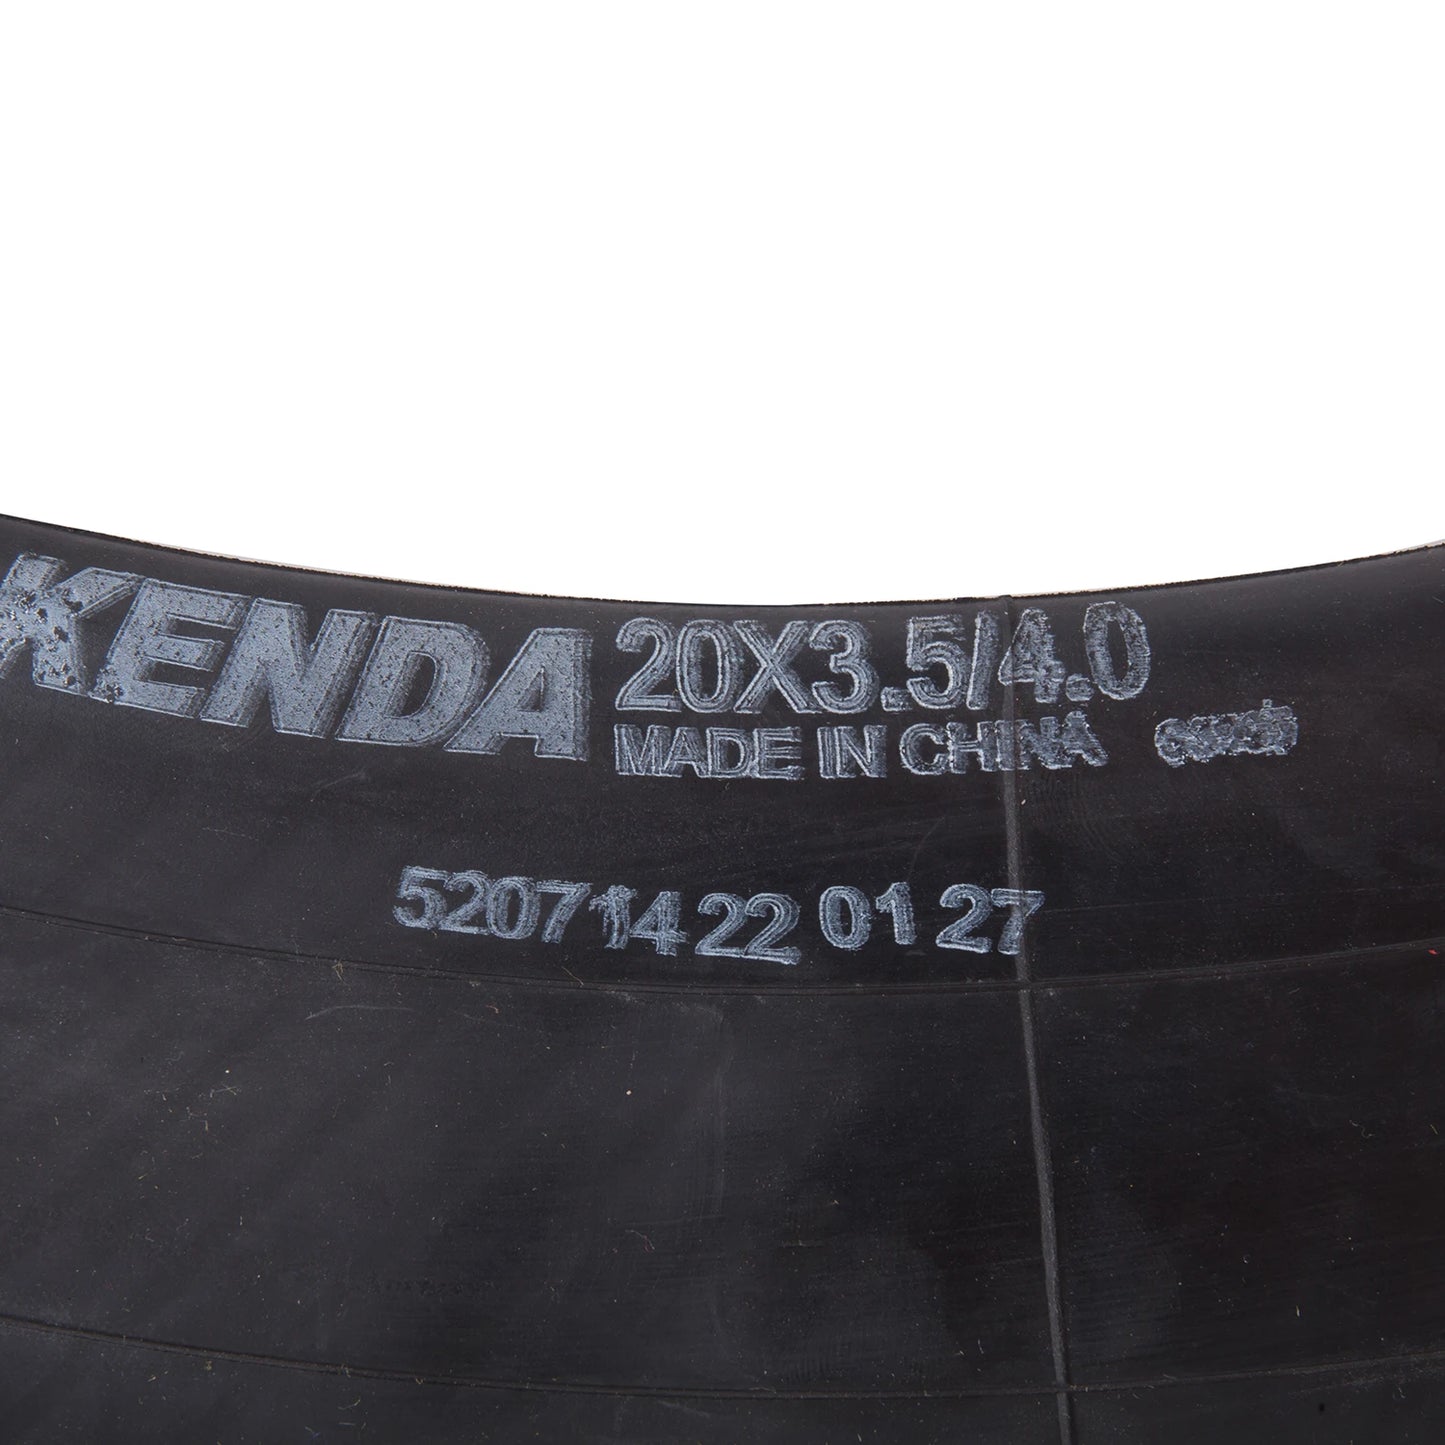 KENDA 20X3.5/4.0
MADE IN CHINA
5207 14 22 01 27